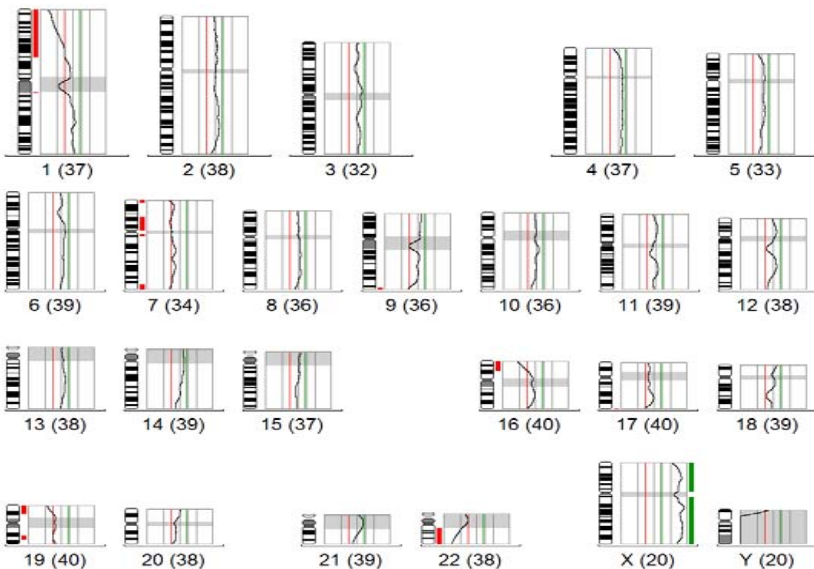 1 (37) 2 (38) 3 (32) 4 (37) 5 (33)
6 (39) 7 (34) 8 (36) 9 (36) 10 (36) 11 (39) 12 (38)
13 (38) 14 (39) 15 (37) 16 (40) 17 (40) 18 (39)
19 (40) 20 (38) 21 (39) 22 (38) X (20) Y (20)